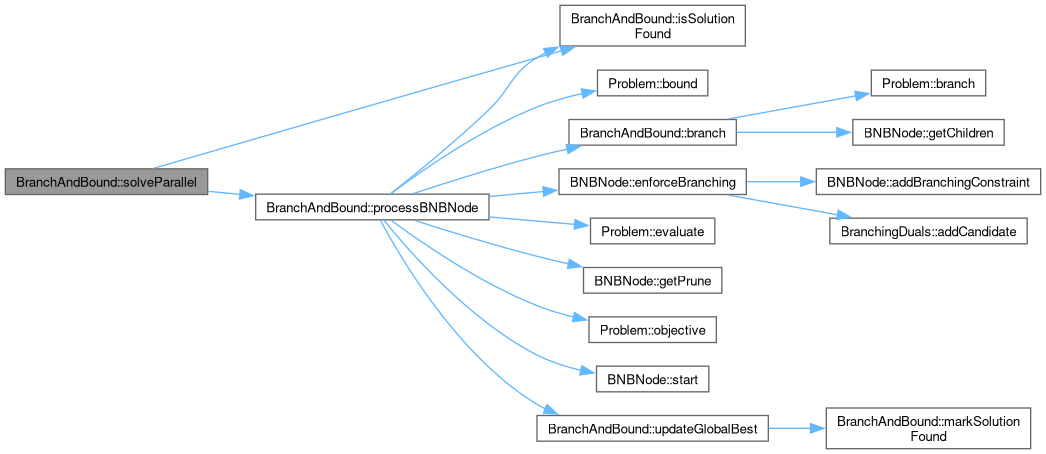 BranchAndBound::isSolution
Found
Problem::bound
Problem::branch
BranchAndBound::branch
BNBNode::getChildren
BranchAndBound::solveParallel
BNBNode::enforceBranching
BNBNode::addBranchingConstraint
BranchAndBound::processBNBNode
Problem::evaluate
BranchingDuals::addCandidate
BNBNode::getPrune
Problem::objective
BNBNode::start
BranchAndBound::updateGlobalBest
BranchAndBound::markSolution
Found